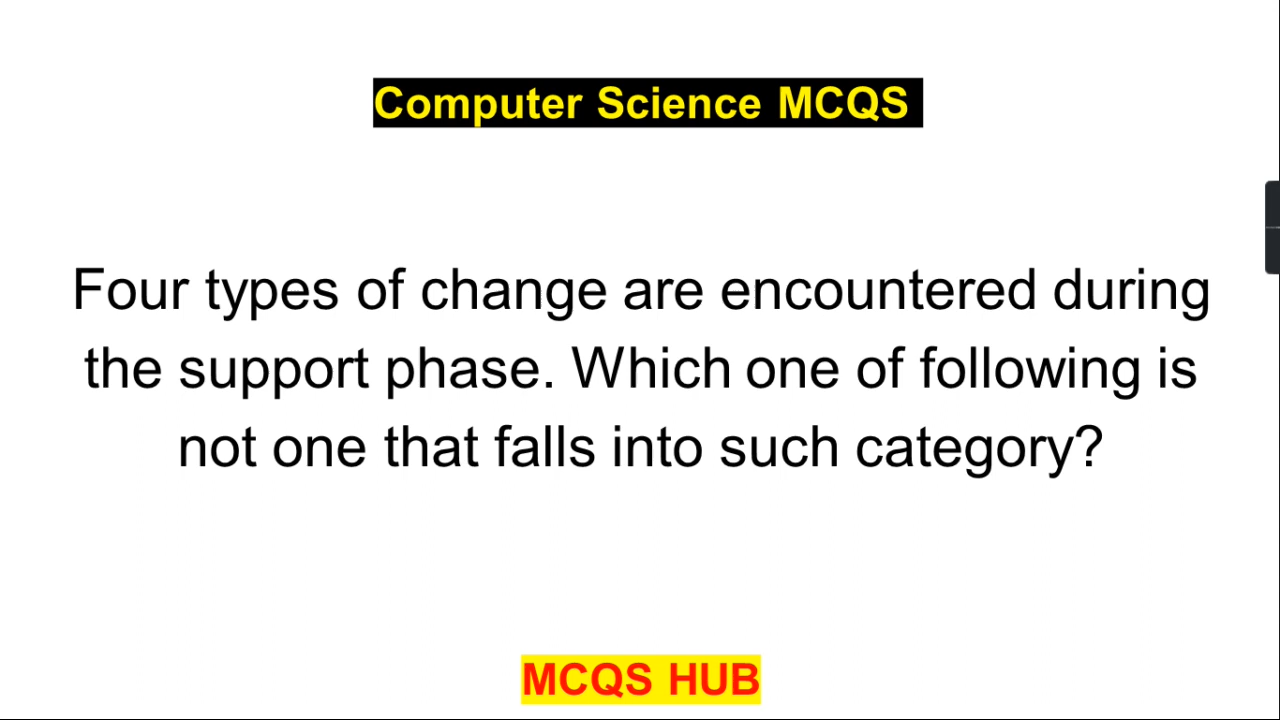 Computer Science MCQS
Four types of change are encountered during
the support phase. Which one of following is
not one that falls into such category?
MCQS HUB